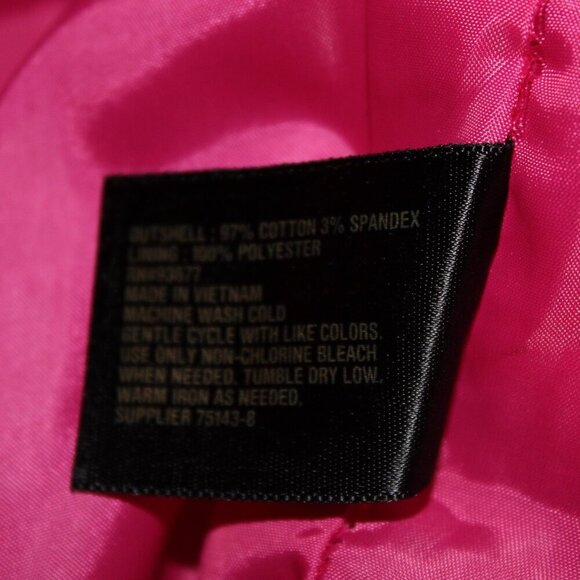 OUTSHELL : 97% COTTON 3% SPANDEX
LINING : 100% POLYESTER
RN#93677
MADE IN VIETNAM
MACHINE WASH COLD
GENTLE CYCLE WITH LIKE COLORS.
USE ONLY NON-CHLORINE BLEACH
WHEN NEEDED. TUMBLE DRY LOW.
WARM IRON AS NEEDED.
SUPPLIER 75143-8